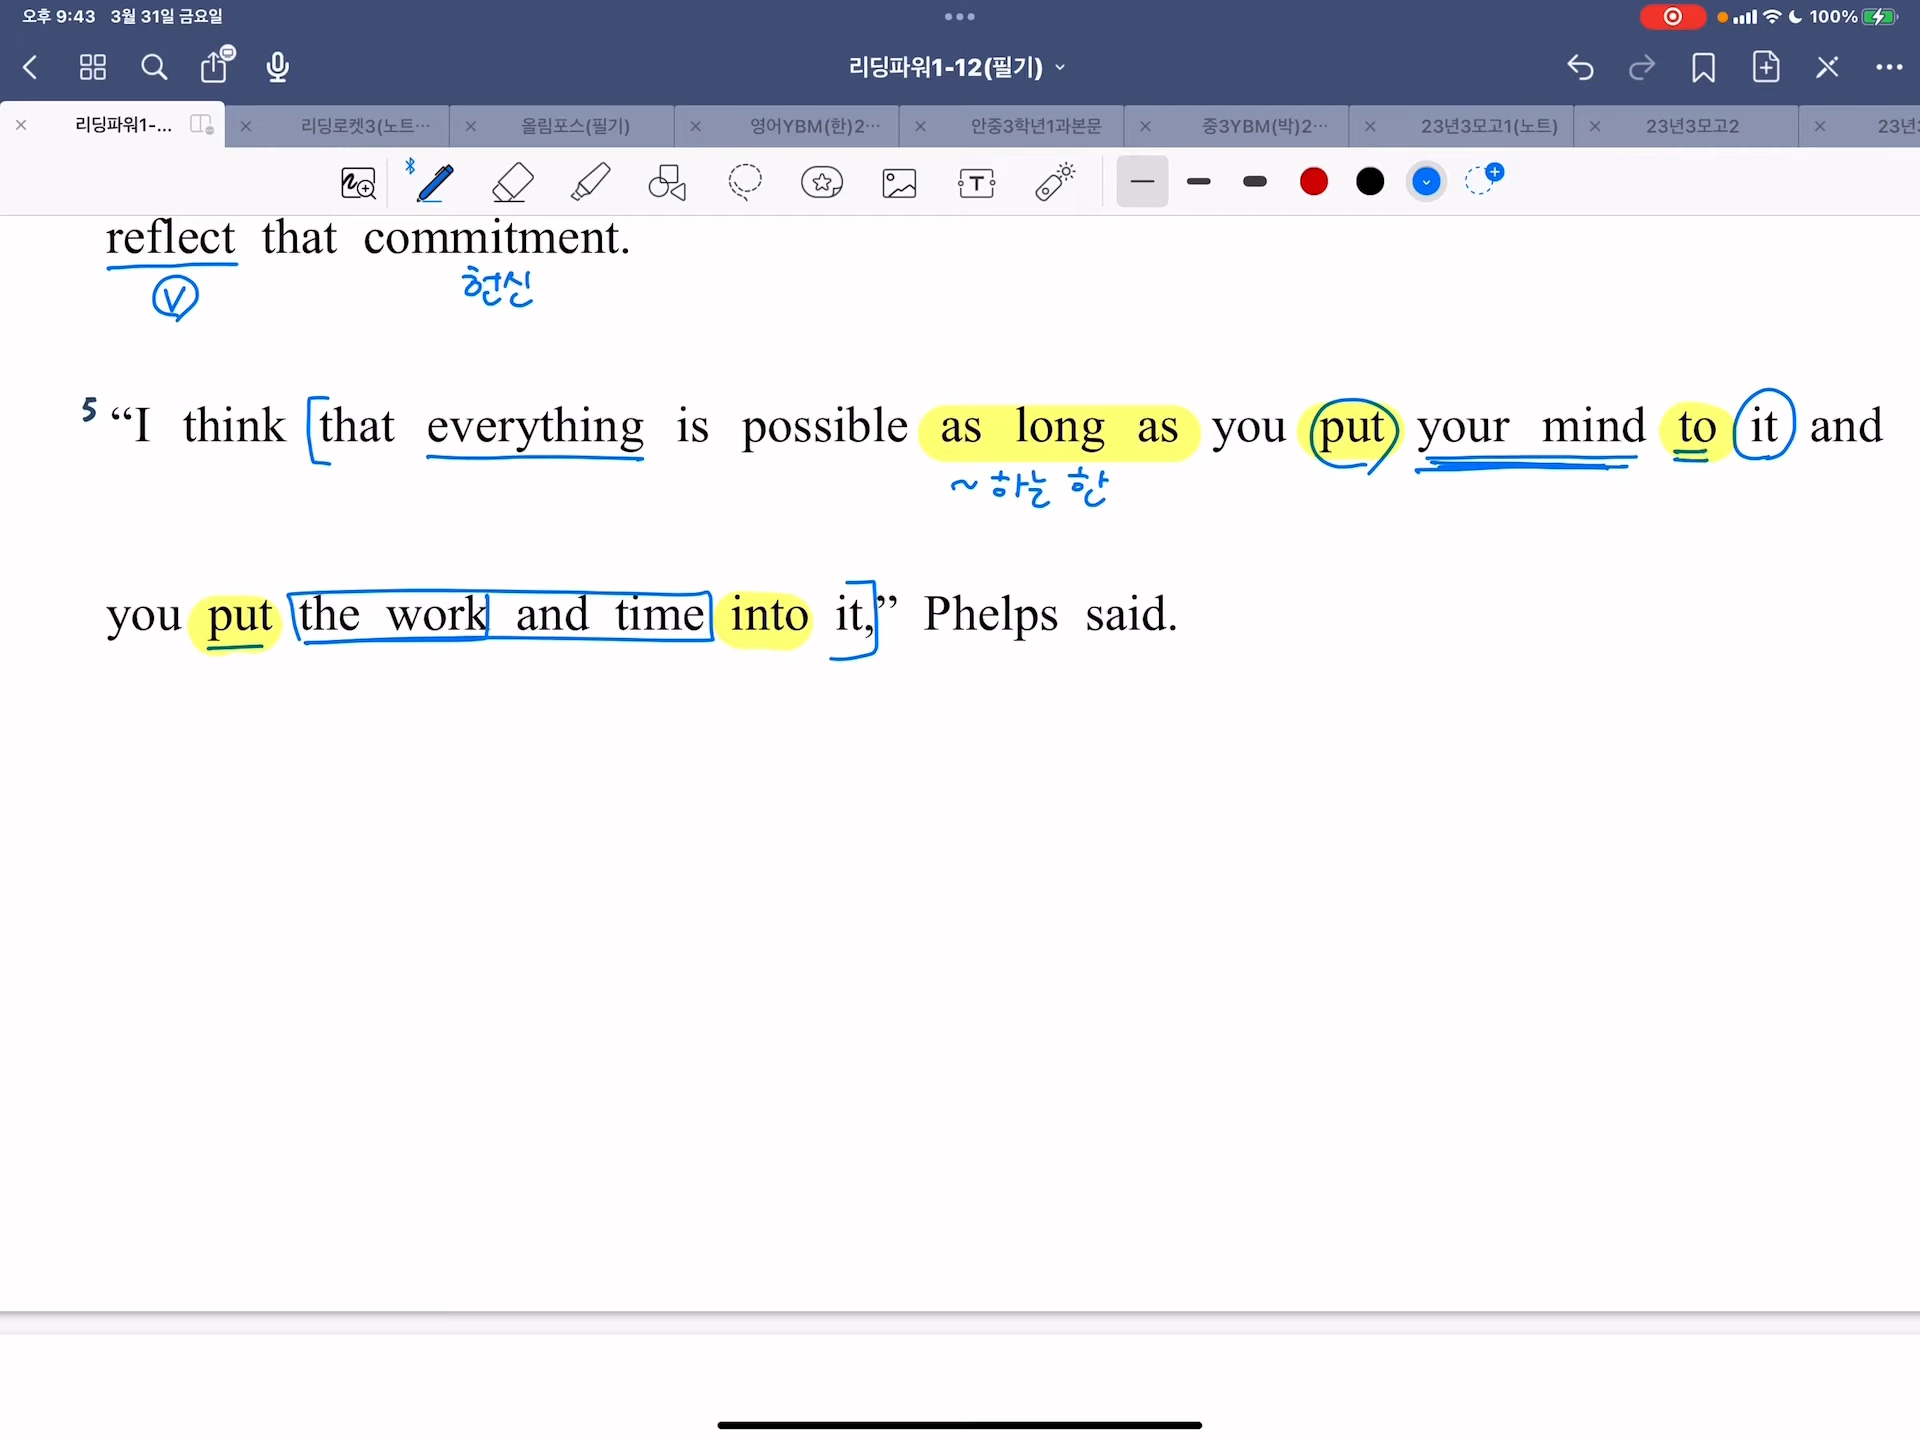 오후 9:43 3월 31일 금요일
100%
리딩파워1-12(필기)
리딩파워1-...
리딩로켓3(노트…
올림포스(필기)
영어YBM(한)2…
안중3학년1과본문
중3YBM(박)2…
23년3모고1(노트)
23년3모고2
23년
T
reflect that commitment.
V 헌신
5 “I think [that everything is possible as long as you put your mind to it and
~하는 한
you put the work and time into it,]” Phelps said.